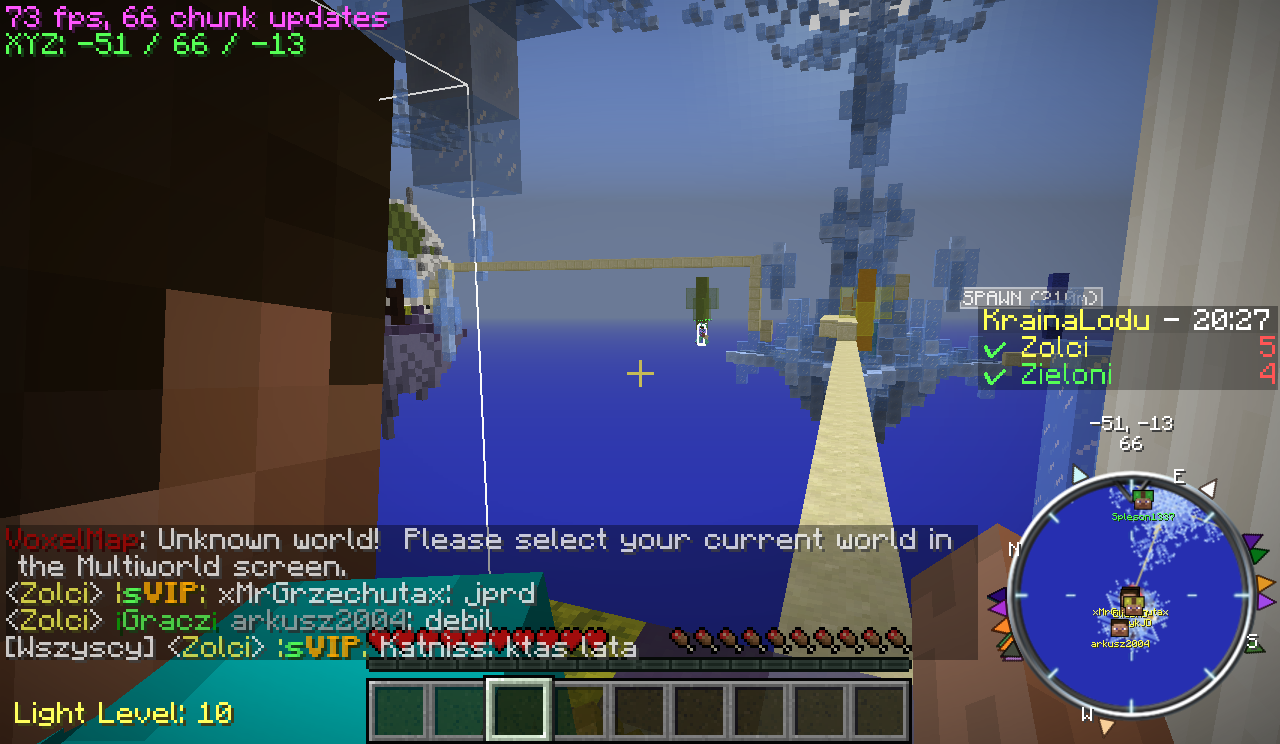 73 fps, 66 chunk updates
XYZ: -51 / 66 / -13
SPAWN (210m)
KrainaLodu - 20:27
✓ Zolci 5
✓ Zieloni 4
-51, -13
66
E
Spleson1337
N
arkusz2004
S
W
VoxelMap: Unknown world! Please select your current world in
the Multiworld screen.
<Zolci> |sVIP: xMrGrzechutax: jprd
<Zolci> iGraczi arkusz2004: debil
[Wszyscy] <Zolci> |sVIP: Katniss: ktas lata
Light Level: 10